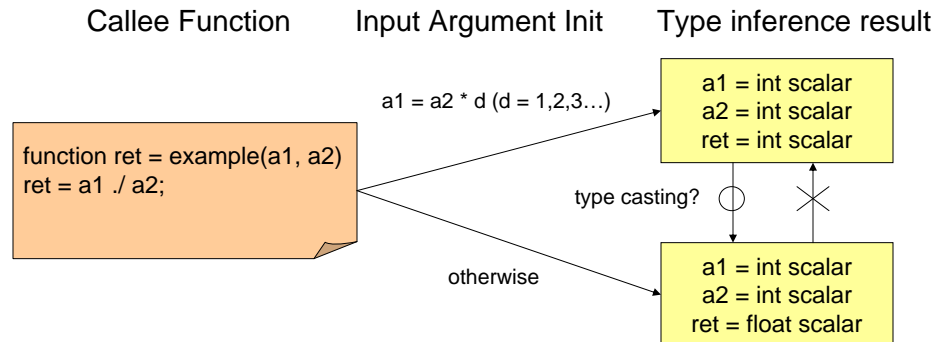 Callee Function
Input Argument Init
Type inference result
function ret = example(a1, a2)
ret = a1 ./ a2;
a1 = a2 * d (d = 1,2,3…)
otherwise
a1 = int scalar
a2 = int scalar
ret = int scalar
type casting?
a1 = int scalar
a2 = int scalar
ret = float scalar